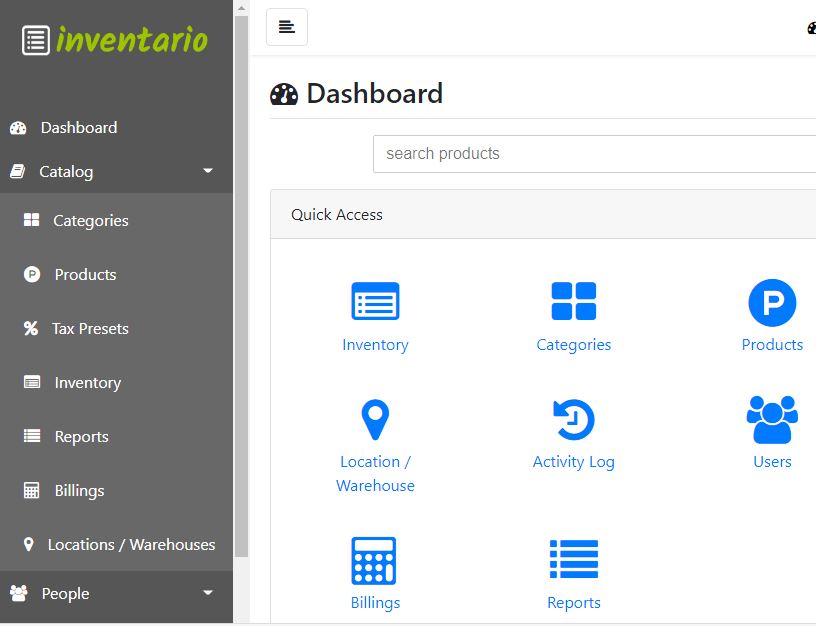 inventario
Dashboard
Catalog
Categories
Products
Tax Presets
Inventory
Reports
Billings
Locations / Warehouses
People
Dashboard
search products
Quick Access
Inventory
Categories
Products
Location /
Warehouse
Activity Log
Users
Billings
Reports